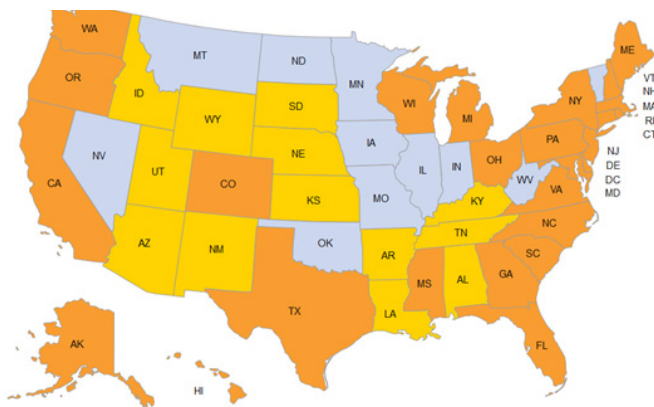 WA
MT
ND
MN
ME
VT
OR
ID
SD
WI
MI
NY
NH
MA
WY
RI
CT
IA
NE
PA
NJ
NV
IL
IN
OH
DE
UT
CO
DC
CA
KS
MO
WV
VA
MD
KY
NC
AZ
NM
OK
AR
TN
SC
MS
AL
GA
TX
LA
AK
FL
HI